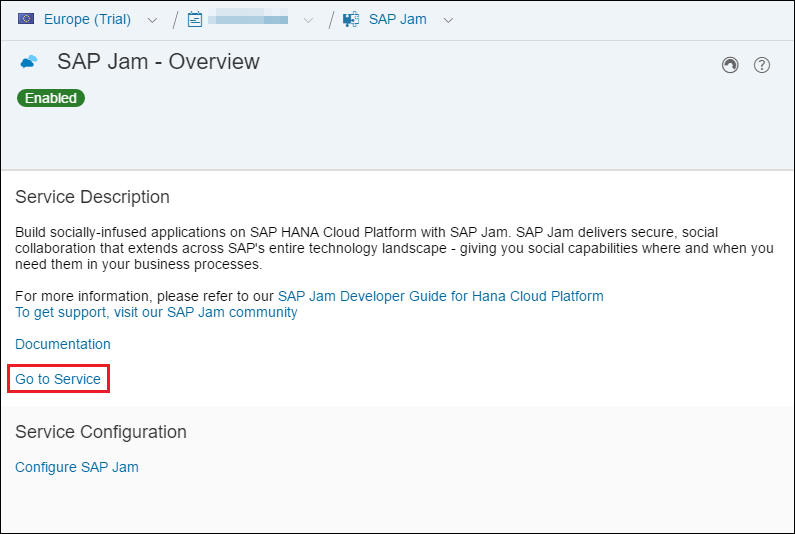 Europe (Trial) / / SAP Jam
SAP Jam - Overview
Enabled
Service Description
Build socially-infused applications on SAP HANA Cloud Platform with SAP Jam. SAP Jam delivers secure, social
collaboration that extends across SAP's entire technology landscape - giving you social capabilities where and when you
need them in your business processes.
For more information, please refer to our SAP Jam Developer Guide for Hana Cloud Platform
To get support, visit our SAP Jam community
Documentation
Go to Service
Service Configuration
Configure SAP Jam